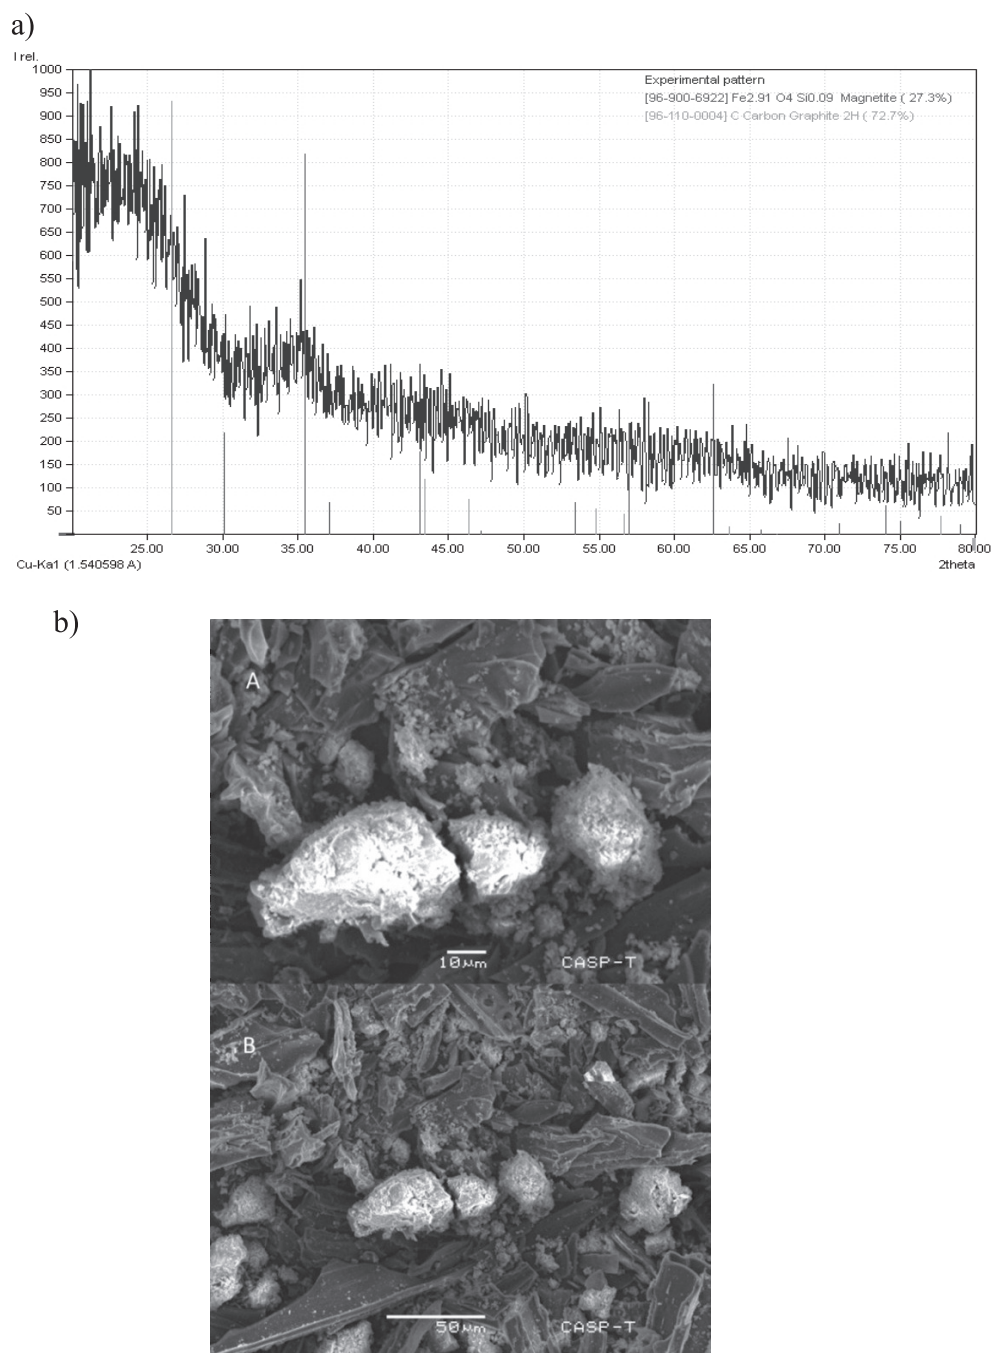 a)
I rel.
Experimental pattern
[96-900-6922] Fe2.91 O4 Si0.09 Magnetite ( 27.3%)
[96-110-0004] C Carbon Graphite 2H ( 72.7%)
1000
950
900
850
800
750
700
650
600
550
500
450
400
350
300
250
200
150
100
50
25.00 30.00 35.00 40.00 45.00 50.00 55.00 60.00 65.00 70.00 75.00 80.00
Cu-Ka1 (1.540598 A) 2theta
b)
A
10μm CASP-T
B
50μm CASP-T